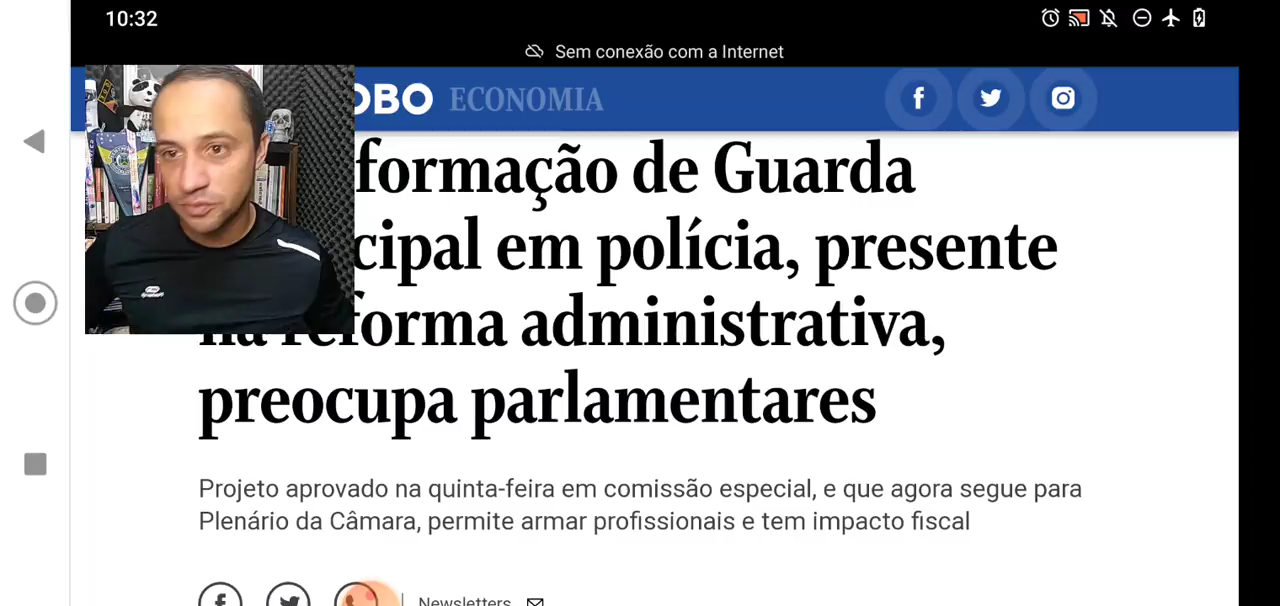 10:32
Sem conexão com a Internet
OBO ECONOMIA
formação de Guarda
cipal em polícia, presente
na reforma administrativa,
preocupa parlamentares
Projeto aprovado na quinta-feira em comissão especial, e que agora segue para
Plenário da Câmara, permite armar profissionais e tem impacto fiscal
Newsletters